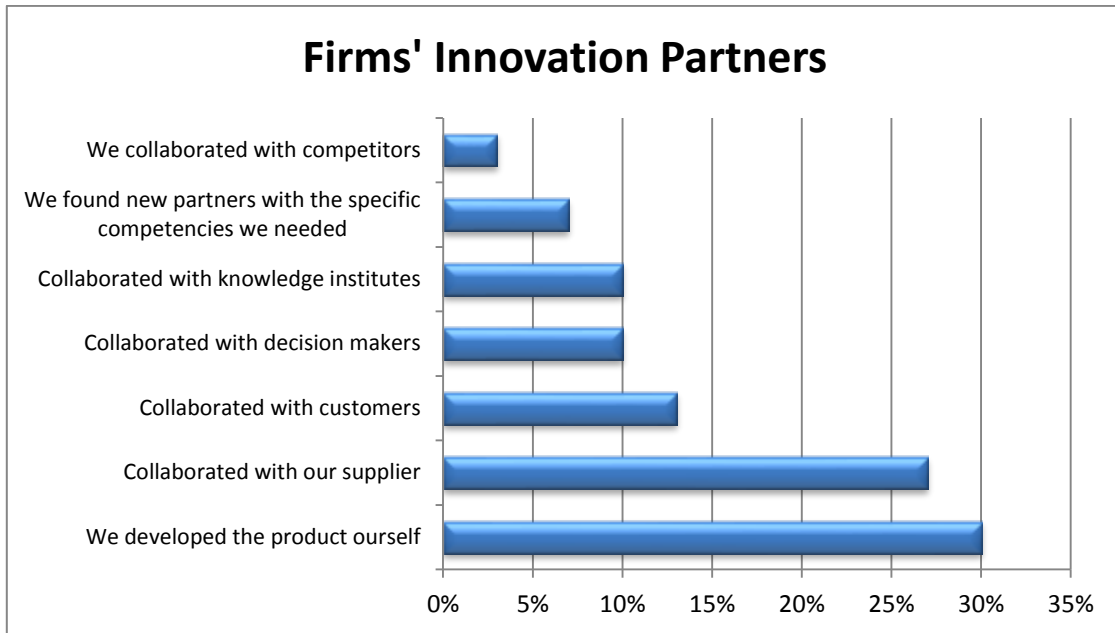 Firms' Innovation Partners
We collaborated with competitors
We found new partners with the specific
competencies we needed
Collaborated with knowledge institutes
Collaborated with decision makers
Collaborated with customers
Collaborated with our supplier
We developed the product ourself
0% 5% 10% 15% 20% 25% 30% 35%